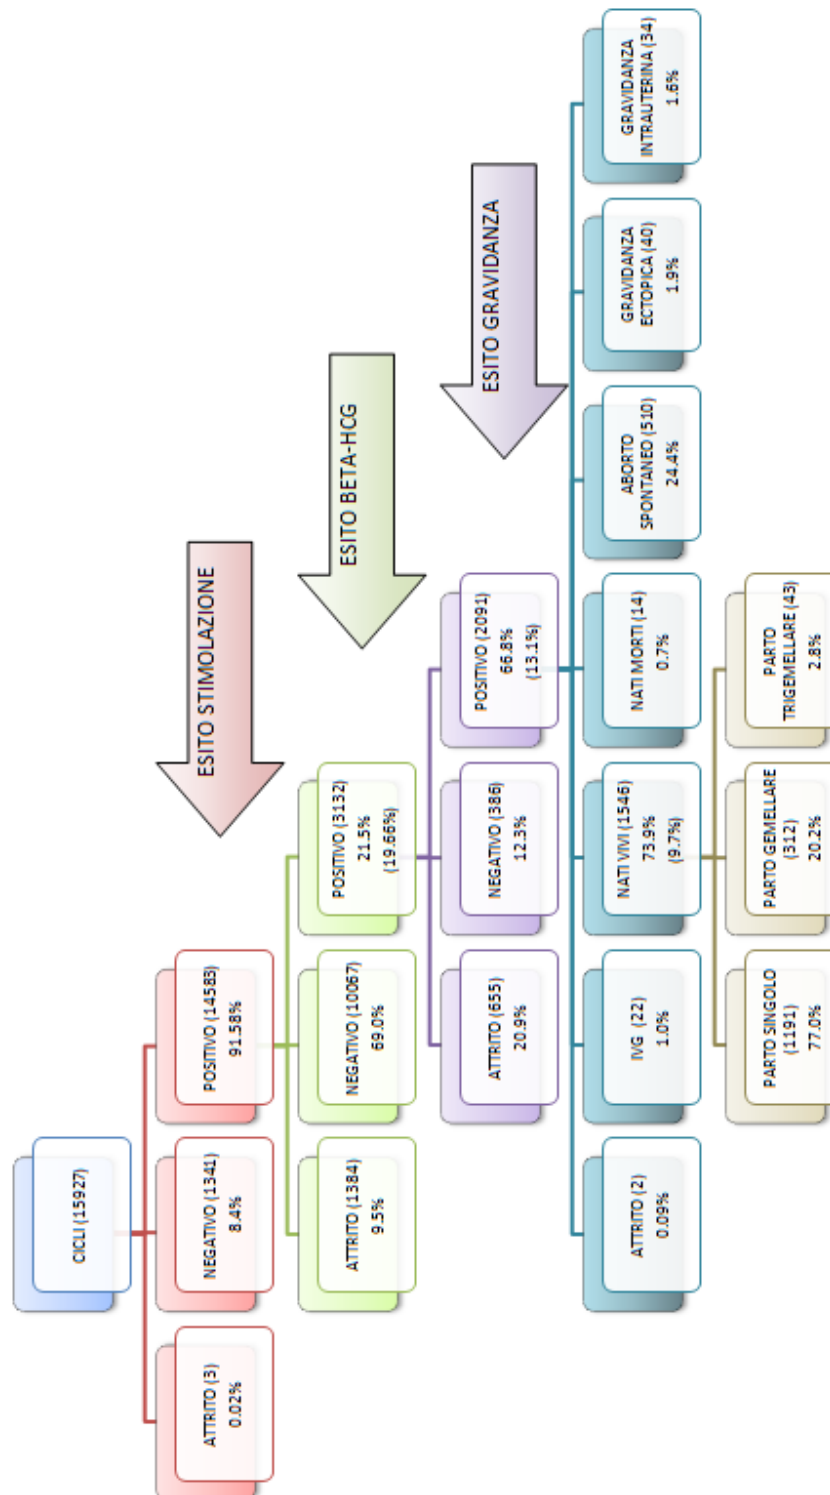 CICLI (15927)
ATTRITO (3)
0.02%
NEGATIVO (1341)
8.4%
POSITIVO (14583)
91.58%
ESITO STIMOLAZIONE
ATTRITO (1384)
9.5%
NEGATIVO (10067)
69.0%
POSITIVO (3132)
21.5%
(19.66%)
ESITO BETA-HCG
ATTRITO (655)
20.9%
NEGATIVO (386)
12.3%
POSITIVO (2091)
66.8%
(13.1%)
ESITO GRAVIDANZA
ATTRITO (2)
0.09%
IVG (22)
1.0%
NATI VIVI (1546)
73.9%
(9.7%)
NATI MORTI (14)
0.7%
ABORTO
SPONTANEO (510)
24.4%
GRAVIDANZA
ECTOPICA (40)
1.9%
GRAVIDANZA
INTRAUTERINA (34)
1.6%
PARTO SINGOLO
(1191)
77.0%
PARTO GEMELLARE
(312)
20.2%
PARTO
TRIGEMELLARE (43)
2.8%